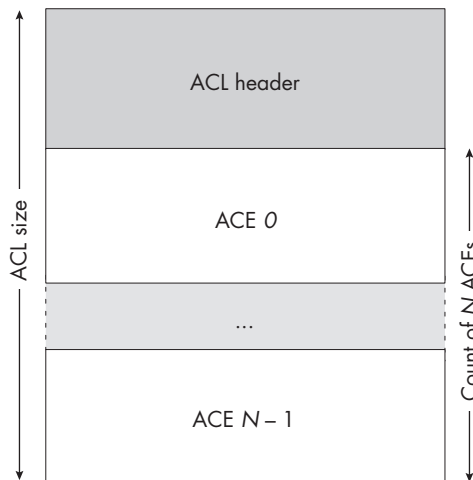 ACL header
ACE 0
...
ACE N – 1
ACL size
Count of N ACEs